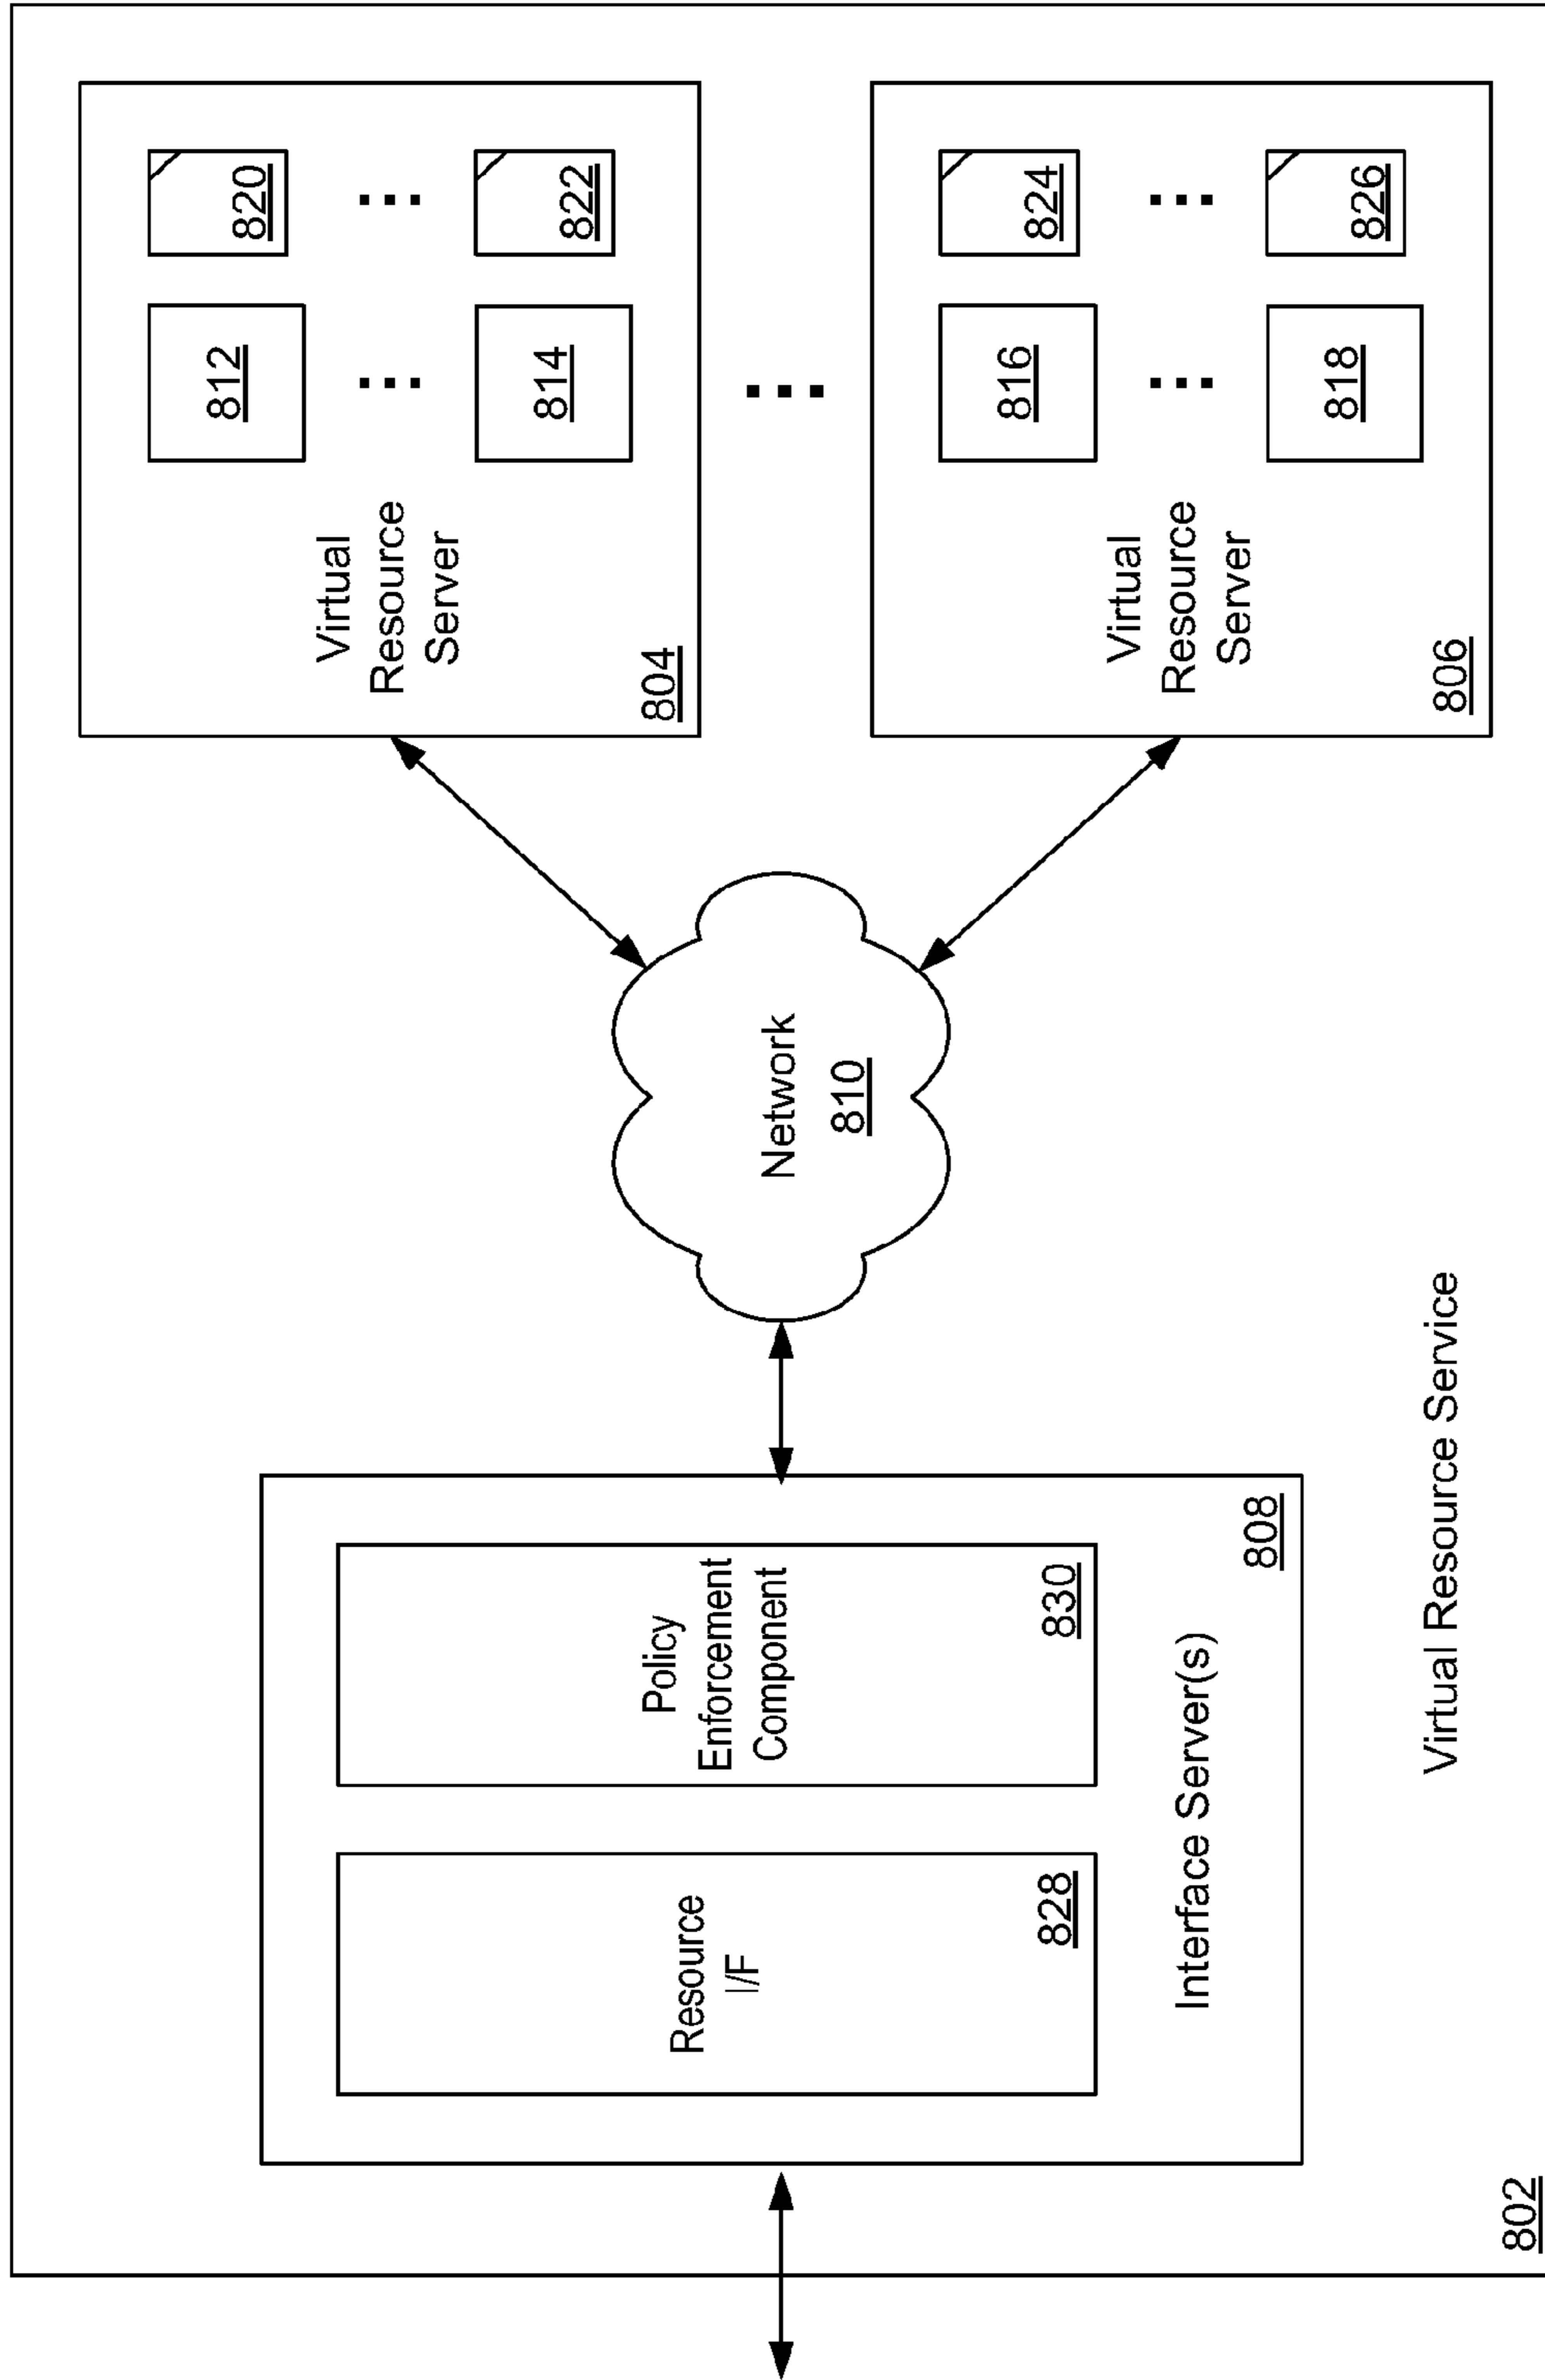 Virtual
Resource
Server
804
812
814
820
822
Virtual
Resource
Server
806
816
818
824
826
Network
810
Resource
I/F
828
Policy
Enforcement
Component
830
Interface Server(s)
808
Virtual Resource Service
802